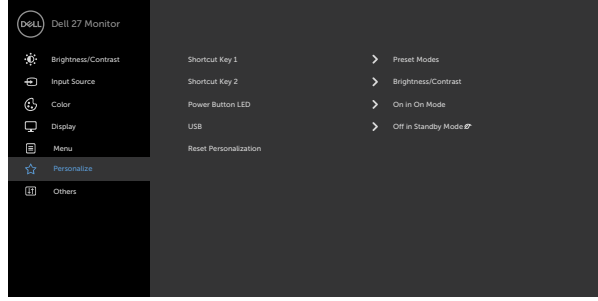 DELL
Dell 27 Monitor
Brightness/Contrast
Shortcut Key 1
Preset Modes
Input Source
Shortcut Key 2
Brightness/Contrast
Color
Power Button LED
On in On Mode
Display
USB
Off in Standby Mode
Menu
Reset Personalization
Personalize
Others